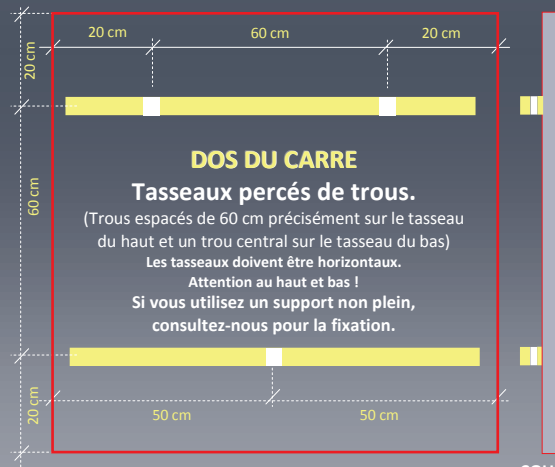 20 cm
60 cm
20 cm
20 cm
60 cm
DOS DU CARRE
Tasseaux percés de trous.
(Trous espacés de 60 cm précisément sur le tasseau
du haut et un trou central sur le tasseau du bas)
Les tasseaux doivent être horizontaux.
Attention au haut et bas !
Si vous utilisez un support non plein,
consultez-nous pour la fixation.
20 cm
50 cm
50 cm